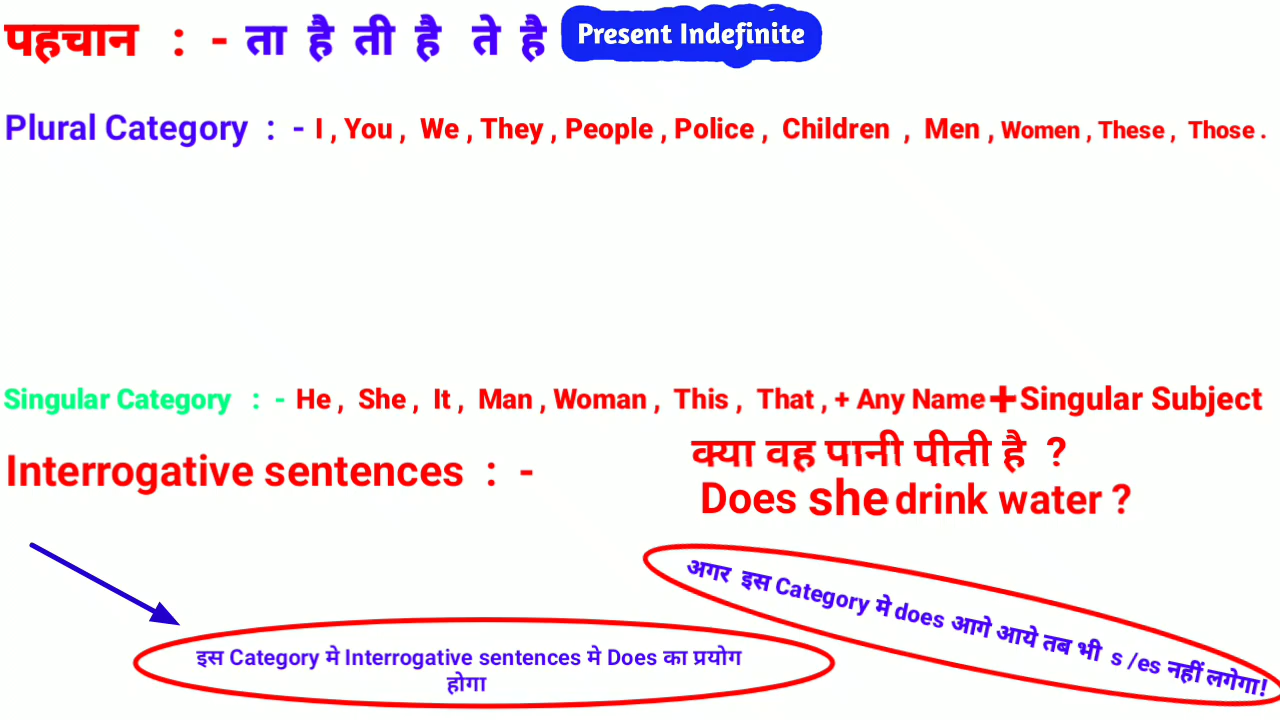 पहचान : - ता है ती है ते है Present Indefinite
Plural Category : - I , You , We , They , People , Police , Children , Men , Women , These , Those .
Singular Category : - He , She , It , Man , Woman , This , That , + Any Name + Singular Subject
Interrogative sentences : -
क्या वह पानी पीती है ?
Does she drink water ?
अगर इस Category मे does आगे आये तब भी s /es नहीं लगेगा!
इस Category मे Interrogative sentences मे Does का प्रयोग
होगा